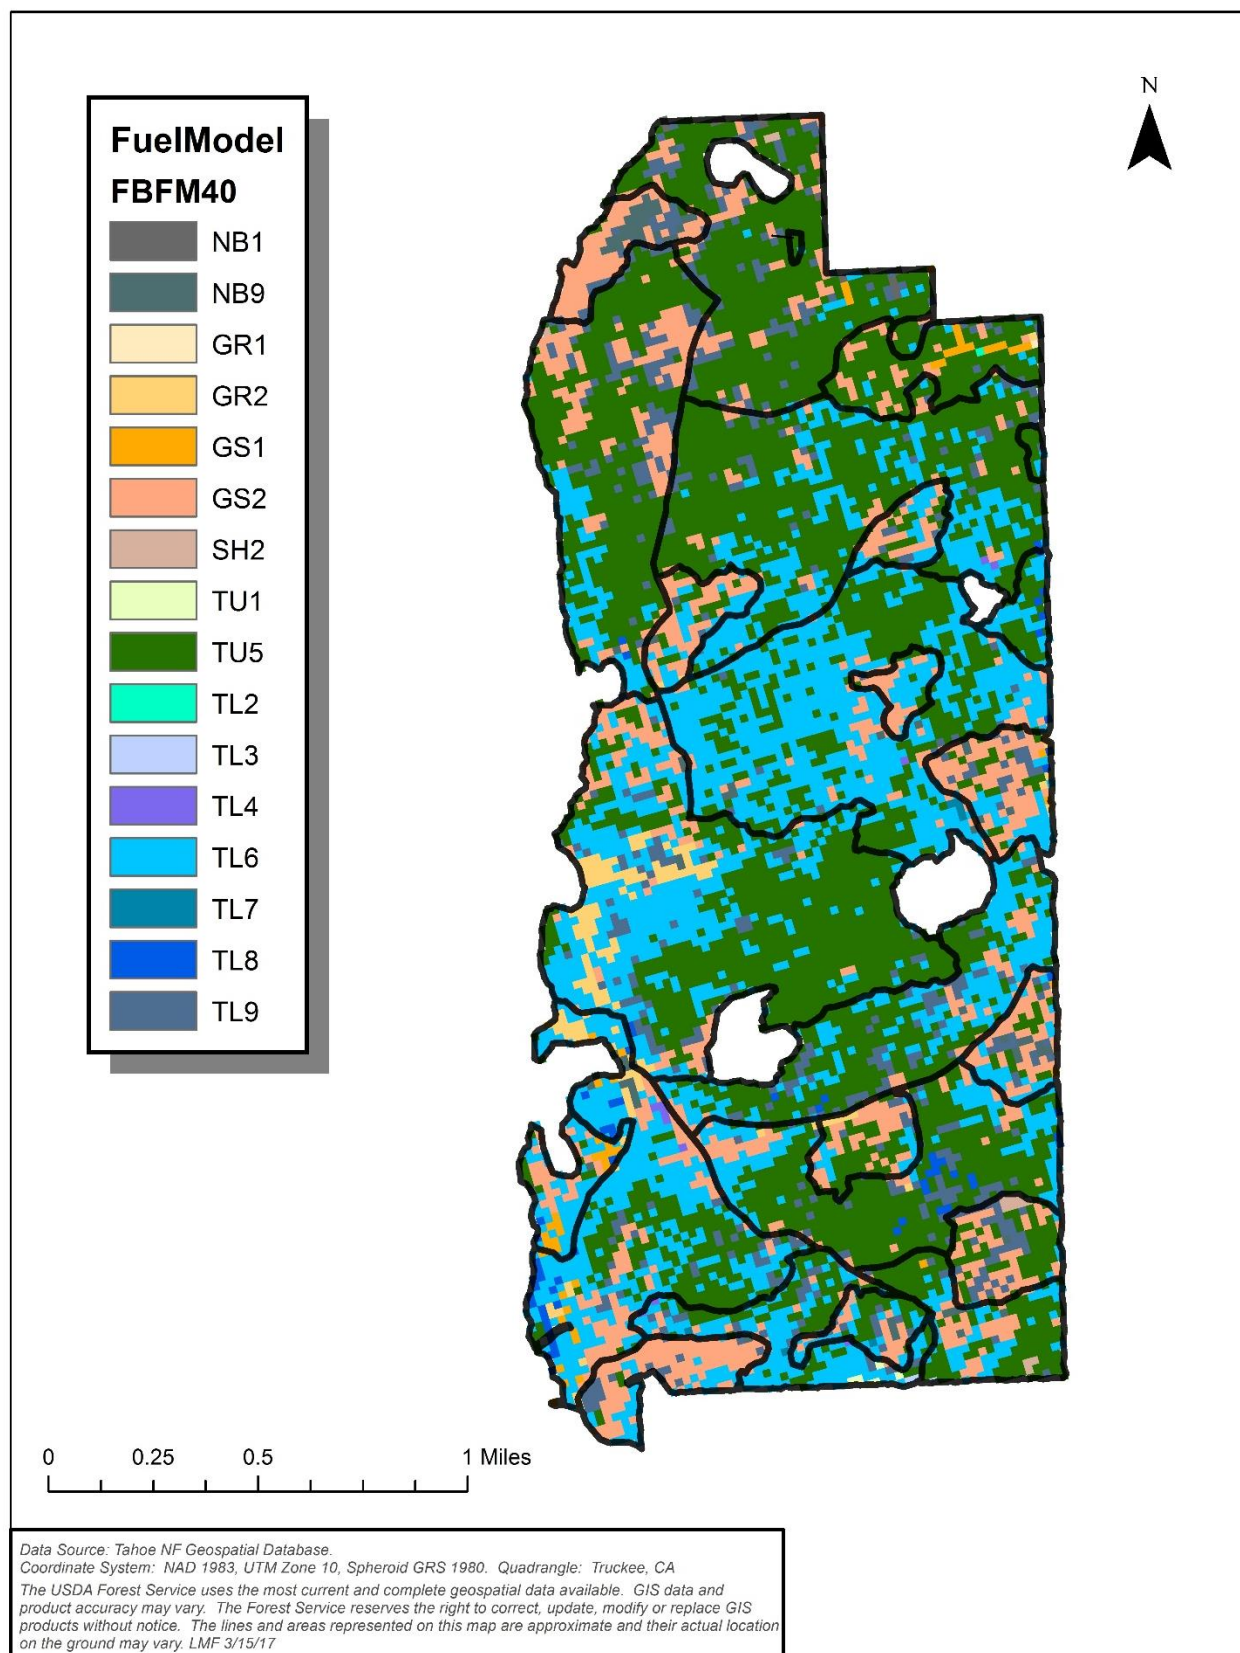 N
FuelModel
FBFM40
NB1
NB9
GR1
GR2
GS1
GS2
SH2
TU1
TU5
TL2
TL3
TL4
TL6
TL7
TL8
TL9
0 0.25 0.5 1 Miles
Data Source: Tahoe NF Geospatial Database.
Coordinate System: NAD 1983, UTM Zone 10, Spheroid GRS 1980. Quadrangle: Truckee, CA
The USDA Forest Service uses the most current and complete geospatial data available. GIS data and
product accuracy may vary. The Forest Service reserves the right to correct, update, modify or replace GIS
products without notice. The lines and areas represented on this map are approximate and their actual location
on the ground may vary. LMF 3/15/17